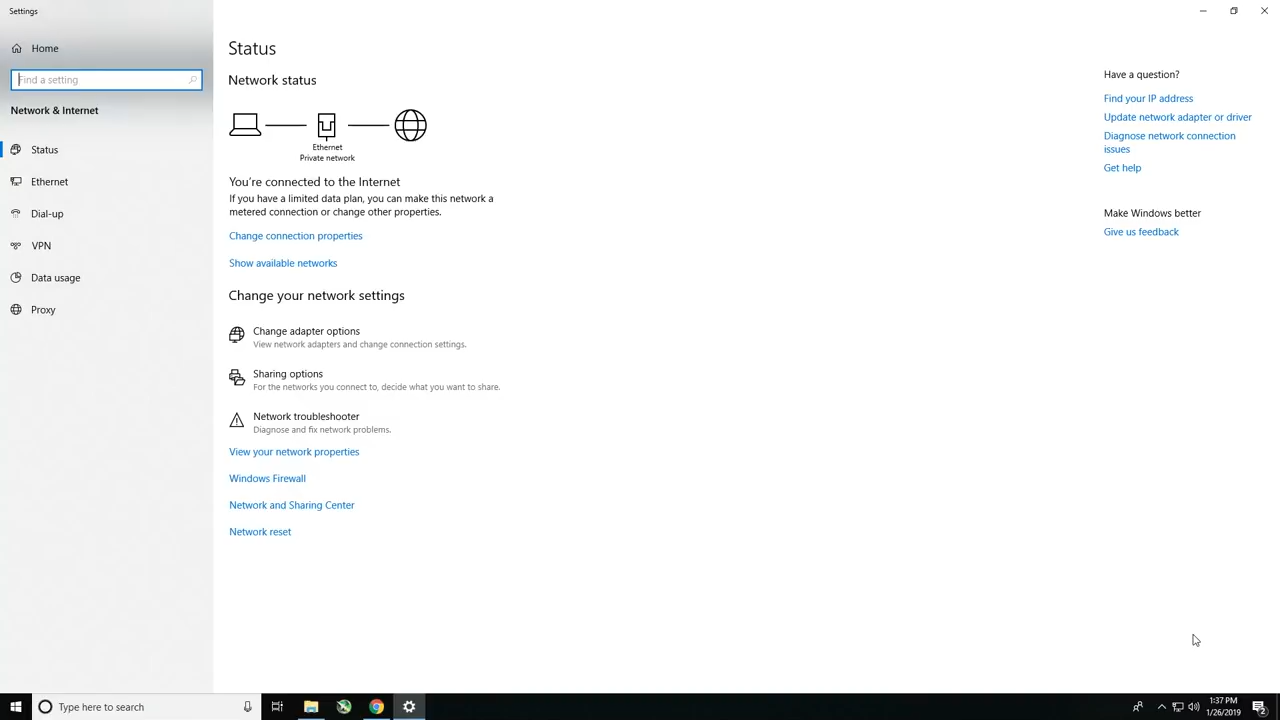 Settings
Home
Find a setting
Network & Internet
Status
Ethernet
Dial-up
VPN
Data usage
Proxy
Status
Network status
Ethernet
Private network
You're connected to the Internet
If you have a limited data plan, you can make this network a
metered connection or change other properties.
Change connection properties
Show available networks
Change your network settings
Change adapter options
View network adapters and change connection settings.
Sharing options
For the networks you connect to, decide what you want to share.
Network troubleshooter
Diagnose and fix network problems.
View your network properties
Windows Firewall
Network and Sharing Center
Network reset
Have a question?
Find your IP address
Update network adapter or driver
Diagnose network connection
issues
Get help
Make Windows better
Give us feedback
Type here to search
1:37 PM
1/26/2019
2